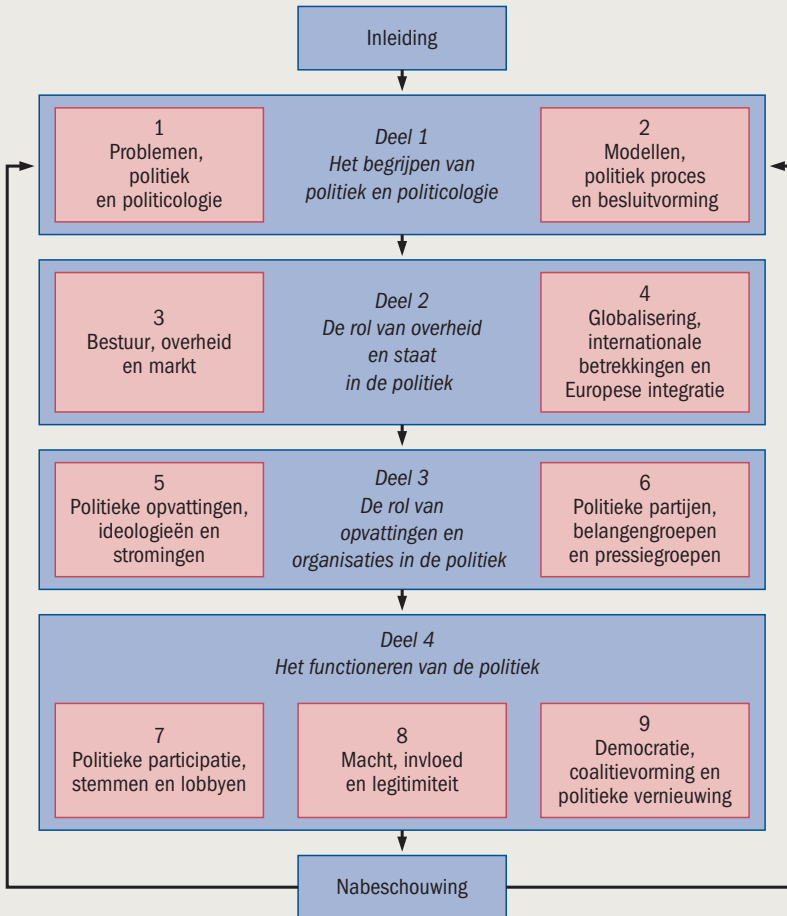 Inleiding
1
Problemen,
politiek
en politicologie
Deel 1
Het begrijpen van
politiek en politicologie
2
Modellen,
politiek proces
en besluitvorming
3
Bestuur, overheid
en markt
Deel 2
De rol van overheid
en staat
in de politiek
4
Globalisering,
internationale
betrekkingen en
Europese integratie
5
Politieke opvattingen,
ideologieën en
stromingen
Deel 3
De rol van
opvattingen en
organisaties in de politiek
6
Politieke partijen,
belangengroepen
en pressiegroepen
Deel 4
Het functioneren van de politiek
7
Politieke participatie,
stemmen en lobbyen
8
Macht, invloed
en legitimiteit
9
Democratie,
coalitievorming en
politieke vernieuwing
Nabeschouwing